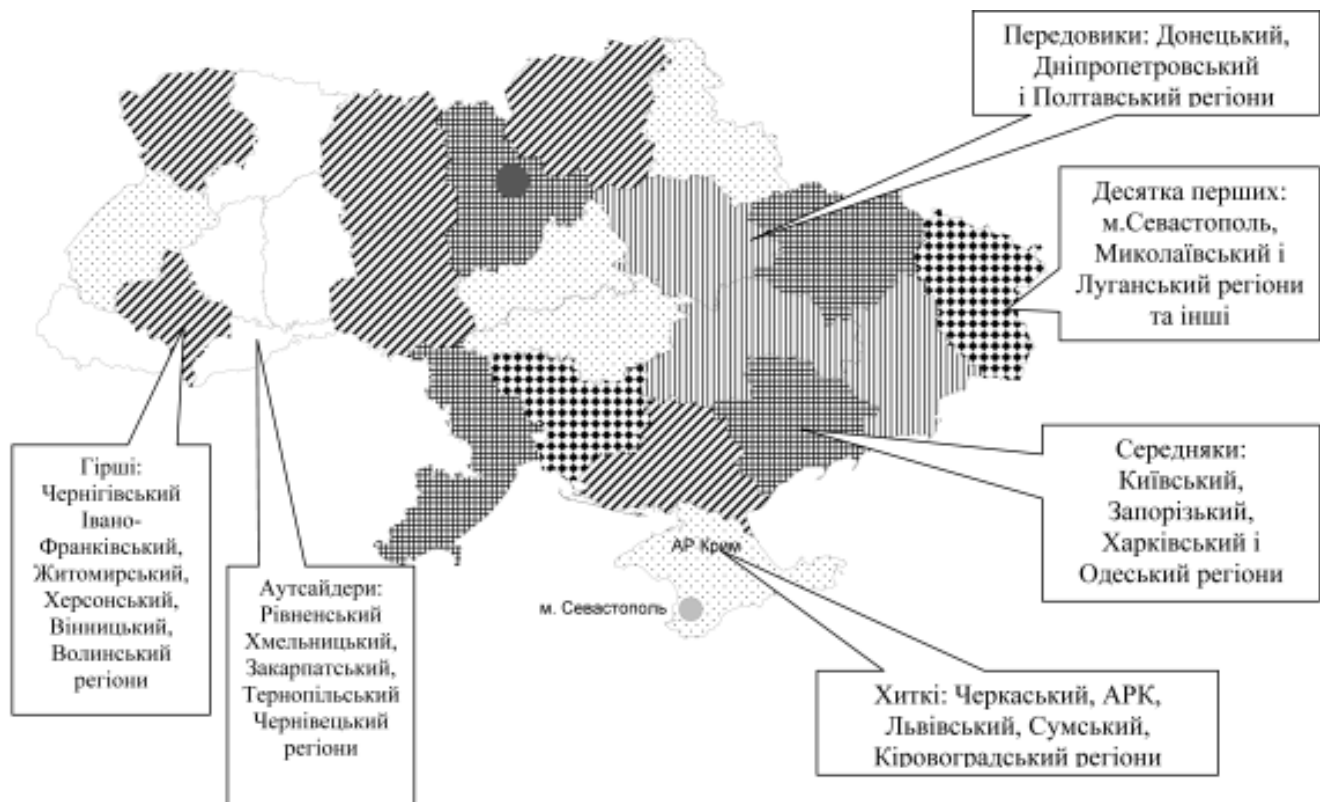 Передовики: Донецький,
Дніпропетровський
і Полтавський регіони
Десятка перших:
м.Севастополь,
Миколаївський і
Луганський регіони
та інші
Середняки:
Київський,
Запорізький,
Харківський і
Одеський регіони
Гірші:
Чернігівський
Івано-
Франківський,
Житомирський,
Херсонський,
Вінницький,
Волинський
регіони
Аутсайдери:
Рівненський
Хмельницький,
Закарпатський,
Тернопільський
Чернівецький
регіони
АР Крим
м. Севастополь
Хиткі: Черкаський, АРК,
Львівський, Сумський,
Кіровоградський регіони